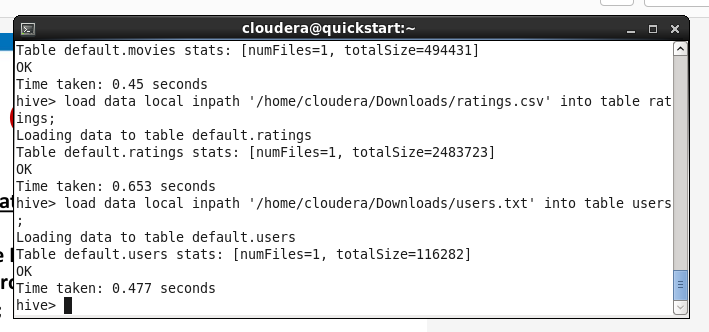 cloudera@quickstart:~
Table default.movies stats: [numFiles=1, totalSize=494431]
OK
Time taken: 0.45 seconds
hive> load data local inpath '/home/cloudera/Downloads/ratings.csv' into table rat
ings;
Loading data to table default.ratings
Table default.ratings stats: [numFiles=1, totalSize=2483723]
OK
Time taken: 0.653 seconds
hive> load data local inpath '/home/cloudera/Downloads/users.txt' into table users
;
Loading data to table default.users
Table default.users stats: [numFiles=1, totalSize=116282]
OK
Time taken: 0.477 seconds
hive>